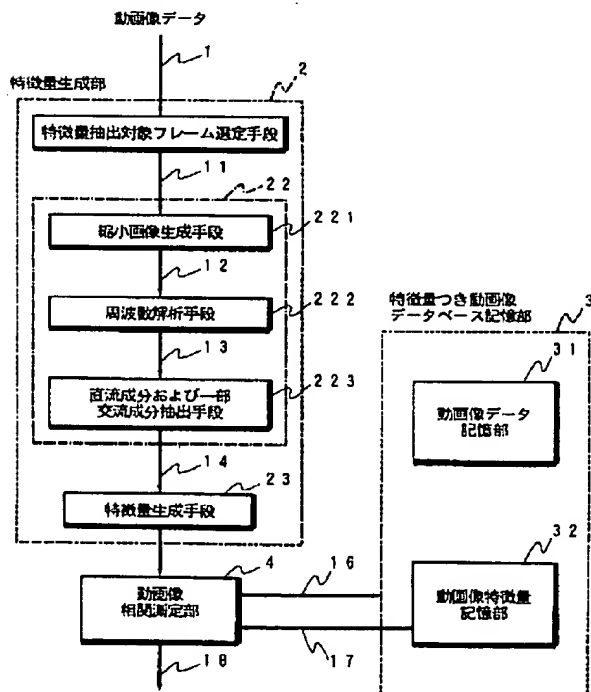 動画像データ
1
特徴量生成部
2
特徴量抽出対象フレーム選定手段
11
22
縮小画像生成手段
221
12
周波数解析手段
222
13
直流成分および一部
交流成分抽出手段
223
14
23
特徴量生成手段
特徴量つき動画像
データベース記憶部
3
31
動画像データ
記憶部
32
動画像特徴量
記憶部
4
動画像
相関測定部
16
17
18